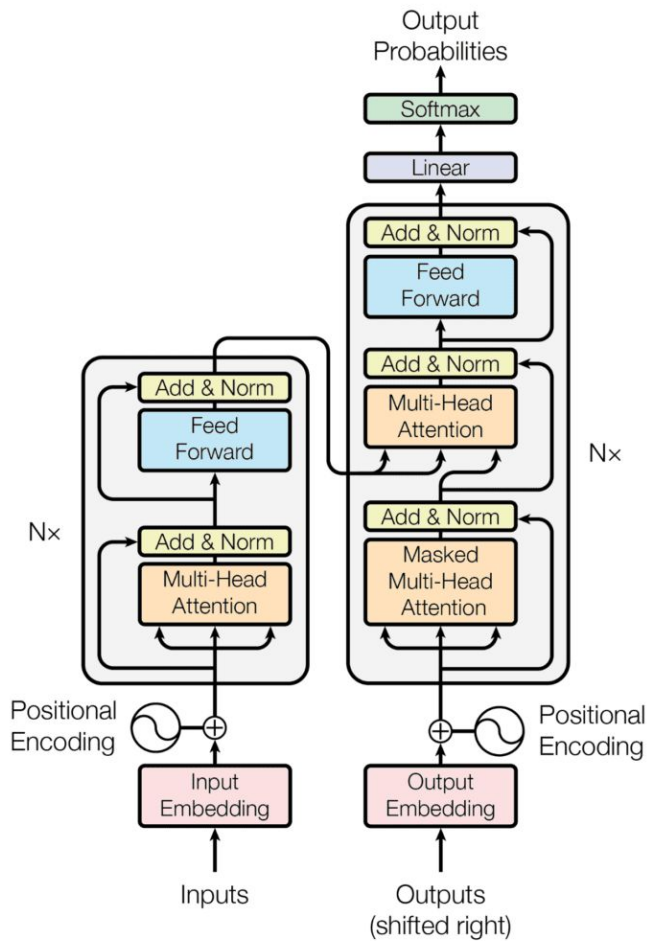 Output
Probabilities
Softmax
Linear
Add & Norm
Feed
Forward
Add & Norm
Multi-Head
Attention
N×
Add & Norm
Masked
Multi-Head
Attention
Add & Norm
Feed
Forward
N×
Add & Norm
Multi-Head
Attention
Positional
Encoding
Positional
Encoding
Input
Embedding
Output
Embedding
Inputs
Outputs
(shifted right)